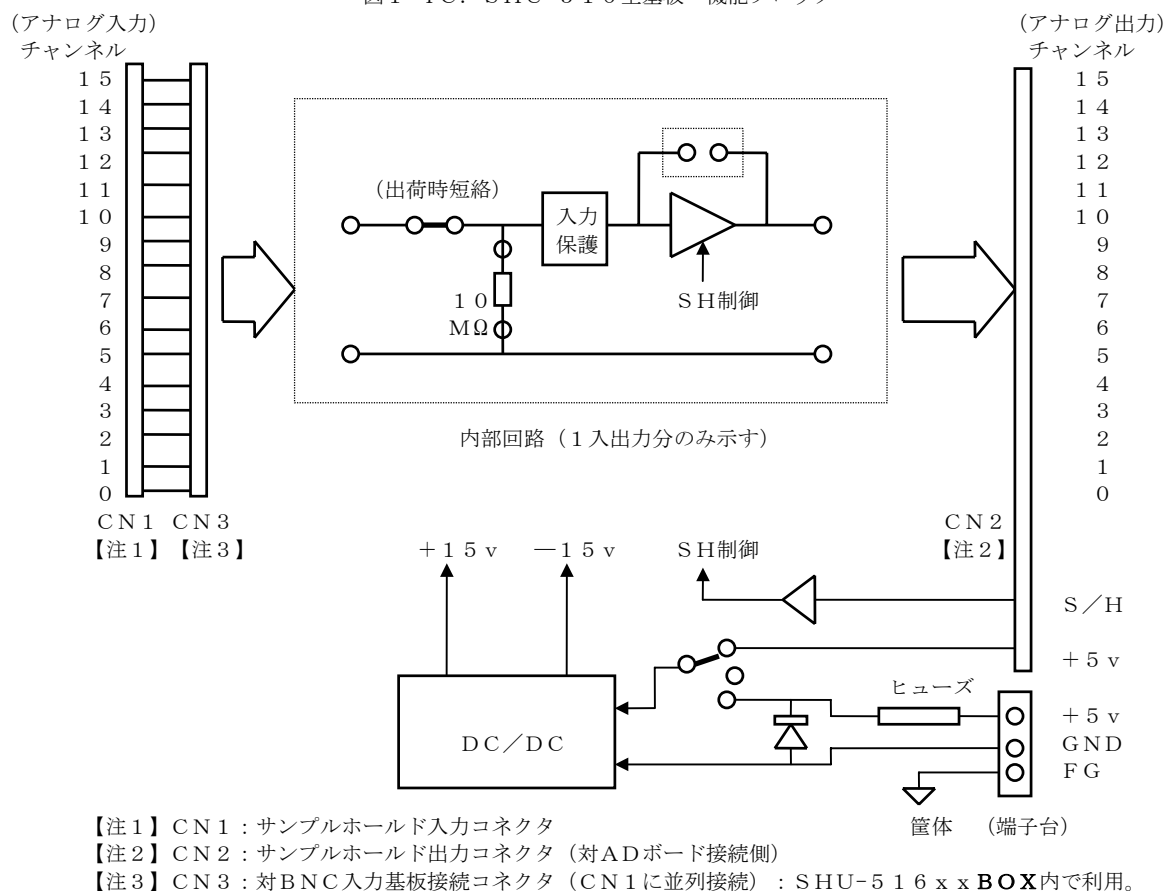 (アナログ入力)
チャンネル
15
14
13
12
11
10
9
8
7
6
5
4
3
2
1
0
CN1 CN3
【注1】【注3】
(出荷時短絡)
入力
保護
10
MΩ
SH制御
内部回路(1入出力分のみ示す)
(アナログ出力)
チャンネル
15
14
13
12
11
10
9
8
7
6
5
4
3
2
1
0
CN2
【注2】
+15v -15v SH制御
S/H
+5v
ヒューズ
+5v
DC/DC
GND
FG
筐体 (端子台)
【注1】CN1:サンプルホールド入力コネクタ
【注2】CN2:サンプルホールド出力コネクタ(対ADボード接続側)
【注3】CN3:対BNC入力基板接続コネクタ(CN1に並列接続):SHU-516xxBOX内で利用。